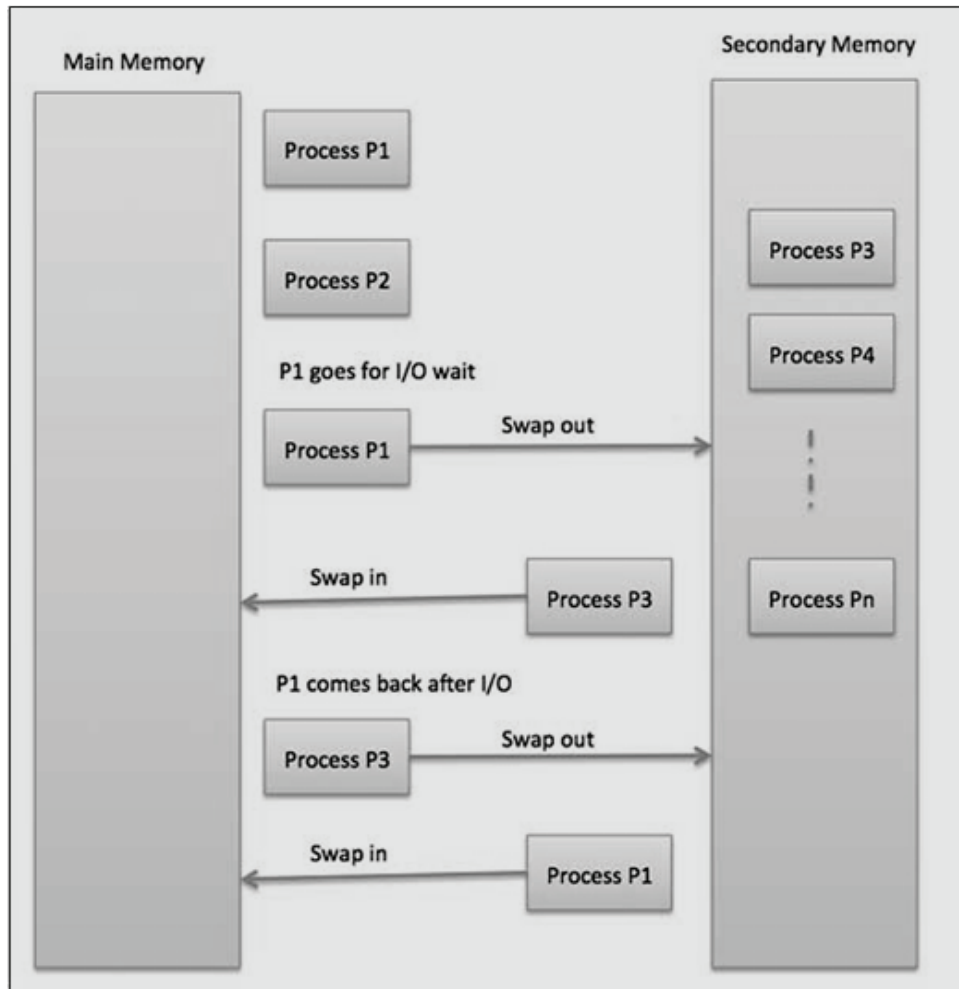 Main Memory
Secondary Memory
Process P1
Process P2
Process P3
Process P4
P1 goes for I/O wait
Process P1
Swap out
Swap in
Process P3
Process Pn
P1 comes back after I/O
Process P3
Swap out
Swap in
Process P1